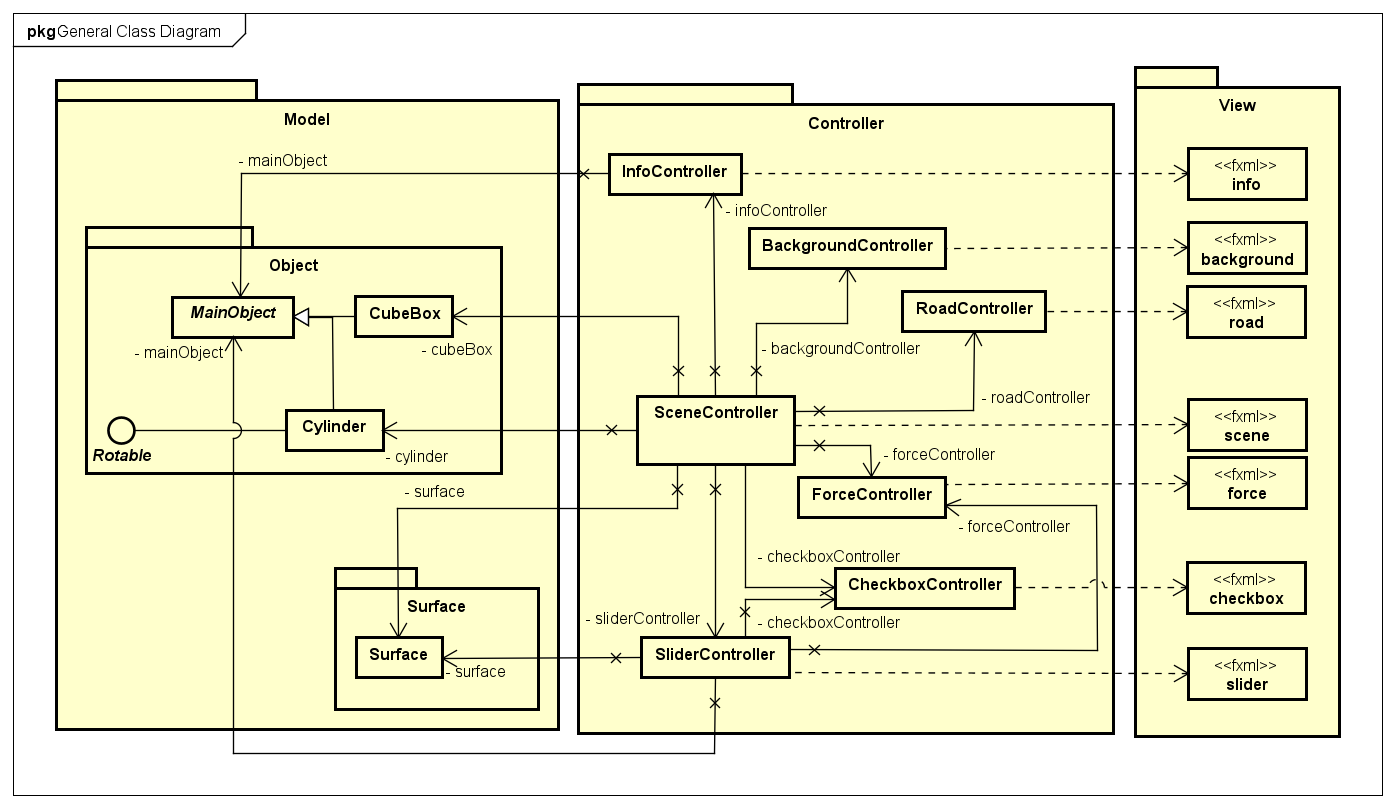 pkgGeneral Class Diagram
Model
- mainObject
Object
MainObject
CubeBox
- mainObject
- cubeBox
Cylinder
Rotable
- cylinder
- surface
Surface
Surface
- surface
Controller
InfoController
- infoController
BackgroundController
RoadController
- backgroundController
- roadController
SceneController
- forceController
ForceController
- forceController
- checkboxController
CheckboxController
- sliderController
- checkboxController
SliderController
View
<<fxml>>
info
<<fxml>>
background
<<fxml>>
road
<<fxml>>
scene
<<fxml>>
force
<<fxml>>
checkbox
<<fxml>>
slider